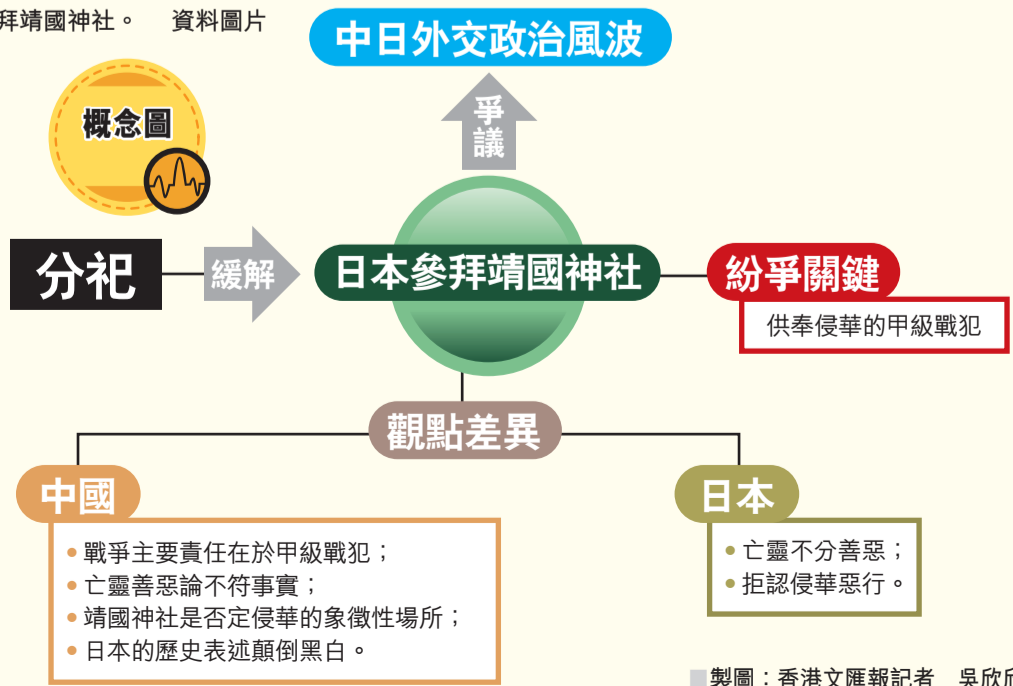 拜靖國神社。 資料圖片
中日外交政治風波
概念圖
爭議
分祀
緩解
日本參拜靖國神社
紛爭關鍵
供奉侵華的甲級戰犯
觀點差異
中國
• 戰爭主要責任在於甲級戰犯；
• 亡靈善惡論不符事實；
• 靖國神社是否定侵華的象徵性場所；
• 日本的歷史表述顛倒黑白。
日本
• 亡靈不分善惡；
• 拒認侵華惡行。
■製圖：香港文匯報記者 吳欣欣